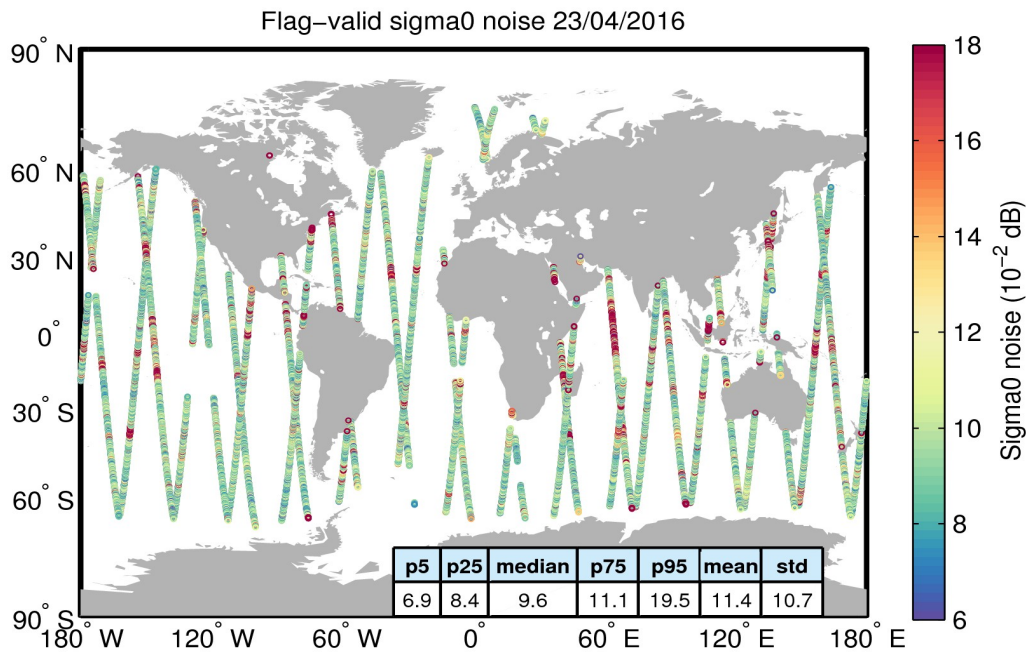 Flag−valid sigma0 noise 23/04/2016
90° N
60° N
30° N
0°
30° S
60° S
90° S
180° W
120° W
60° W
0°
60° E
120° E
180° E
p5 p25 median p75 p95 mean std
6.9 8.4 9.6 11.1 19.5 11.4 10.7
18
16
14
12
10
8
6
Sigma0 noise (10⁻² dB)